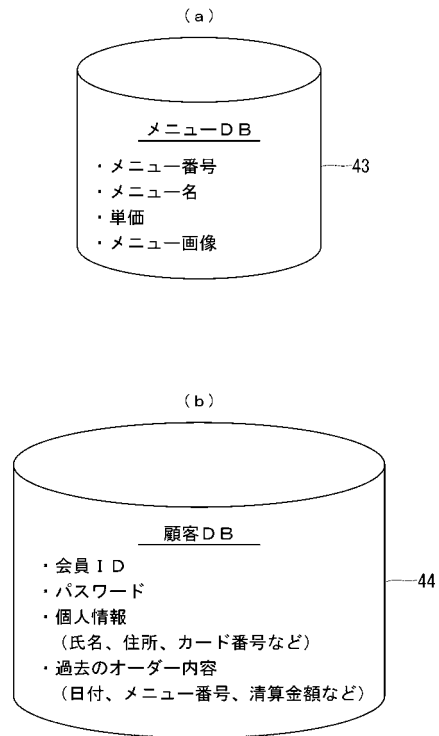 (a)
メニューDB
・メニュー番号
・メニュー名
・単価
・メニュー画像
43
(b)
顧客DB
・会員ID
・パスワード
・個人情報
(氏名、住所、カード番号など)
・過去のオーダー内容
(日付、メニュー番号、清算金額など)
44